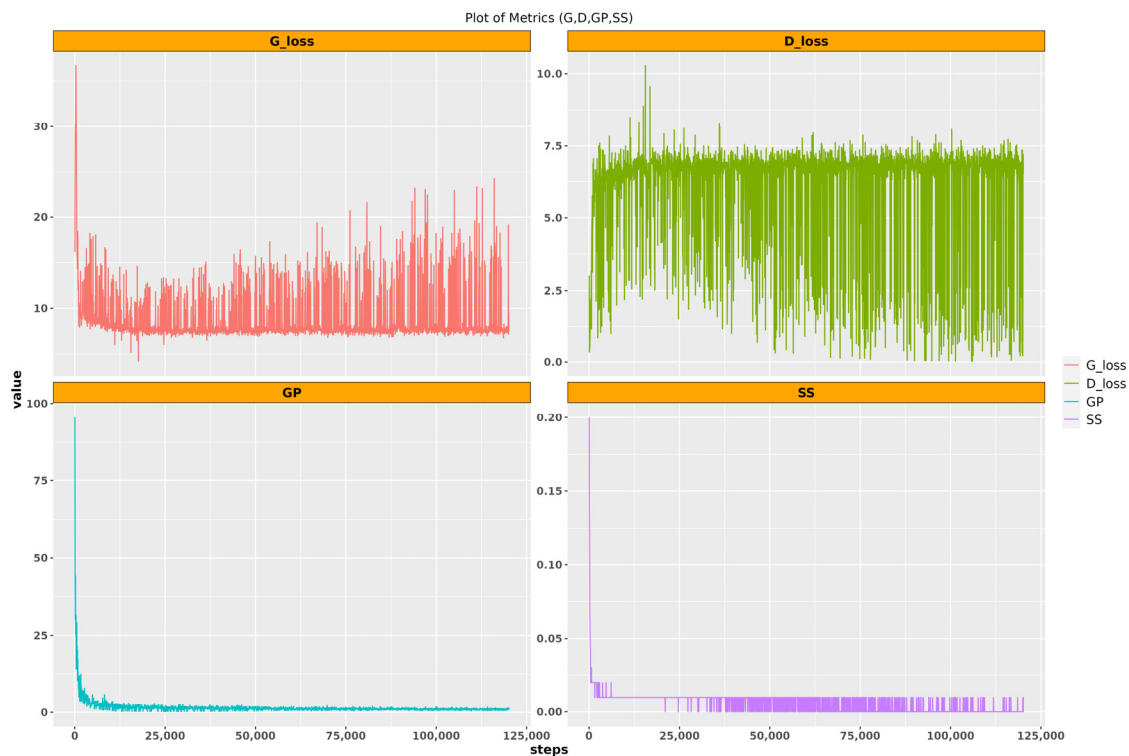 Plot of Metrics (G,D,GP,SS)
G_loss
D_loss
30
20
10
10.0
7.5
5.0
2.5
0.0
G_loss
D_loss
GP
SS
value
GP
SS
100
75
50
25
0
0.20
0.15
0.10
0.05
0.00
0 25,000 50,000 75,000 100,000 125,000
0 25,000 50,000 75,000 100,000 125,000
steps